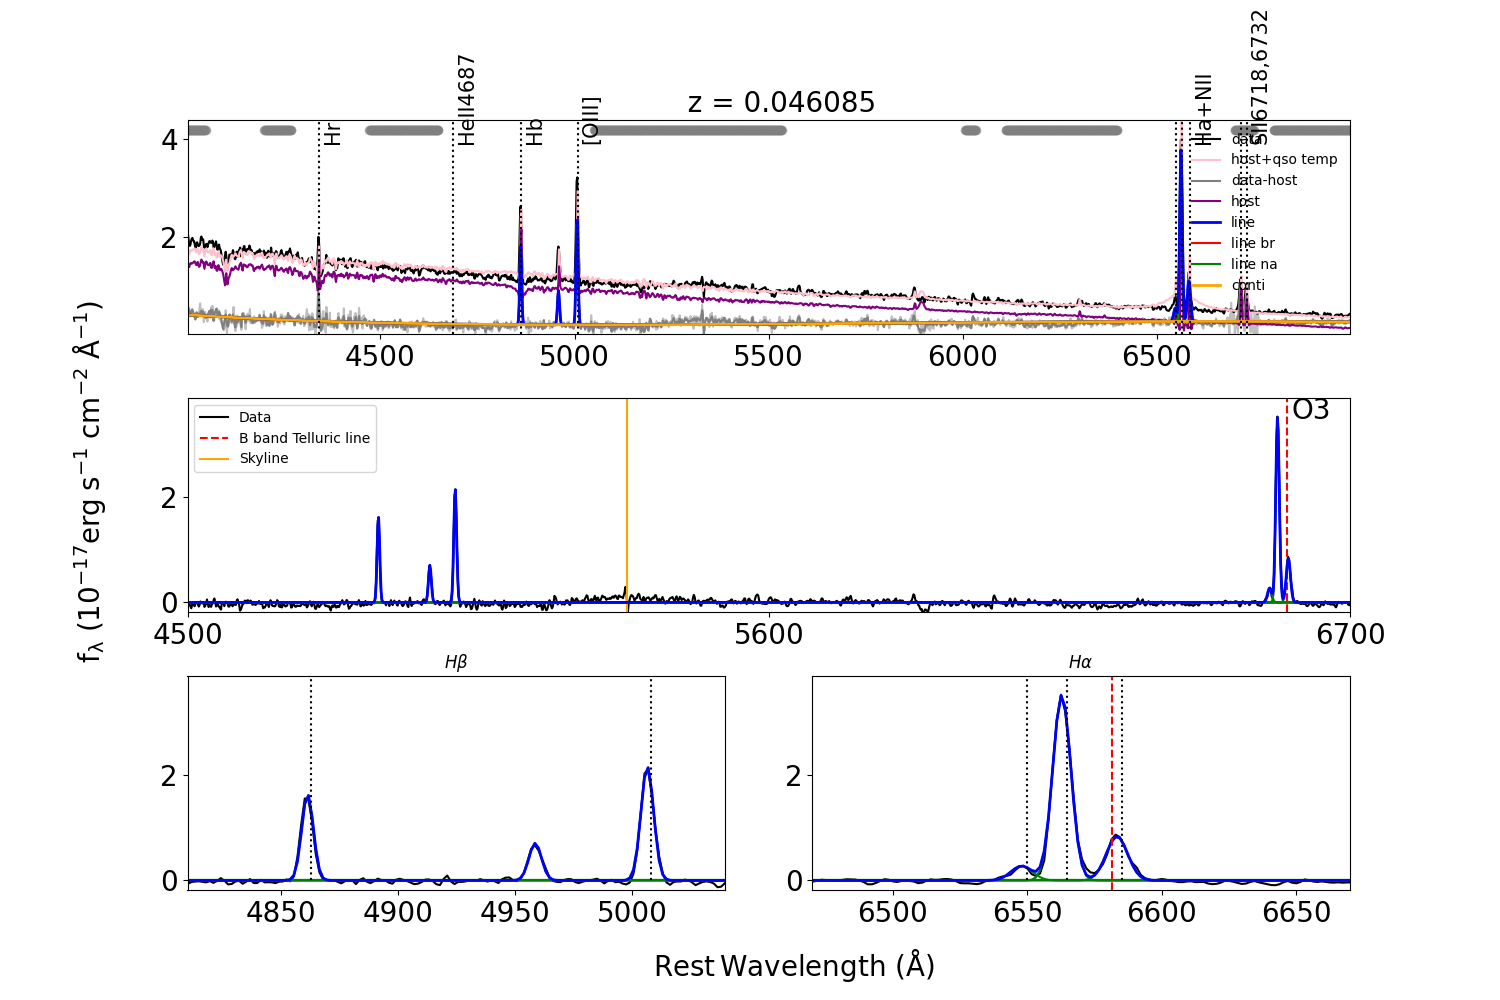 z = 0.046085
Hr
HeII4687
Hb
[OIII]
Ha+NII
SII6718,6732
4
2
data
host+qso temp
data-host
host
line
line br
line na
conti
4500 5000 5500 6000 6500
fλ (10⁻¹⁷erg s⁻¹ cm⁻² Å⁻¹)
Data
B band Telluric line
Skyline
O3
2
0
4500 5600 6700
Hβ
2
0
4850 4900 4950 5000
Hα
2
0
6500 6550 6600 6650
Rest Wavelength (Å)